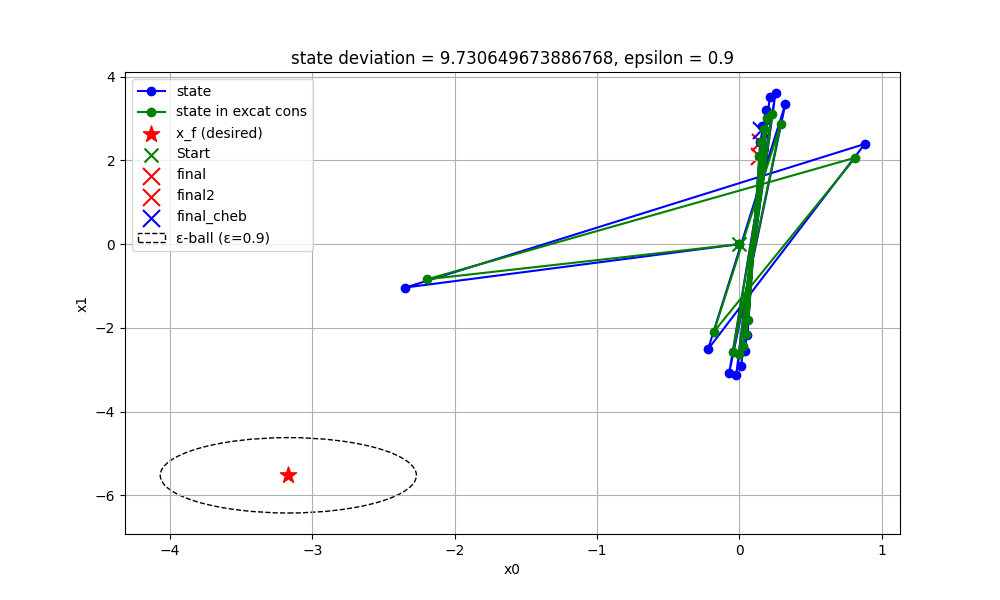 state deviation = 9.730649673886768, epsilon = 0.9
state
state in excat cons
x_f (desired)
Start
final
final2
final_cheb
ε-ball (ε=0.9)
4
2
0
−2
−4
−6
x1
−4
−3
−2
−1
0
1
x0